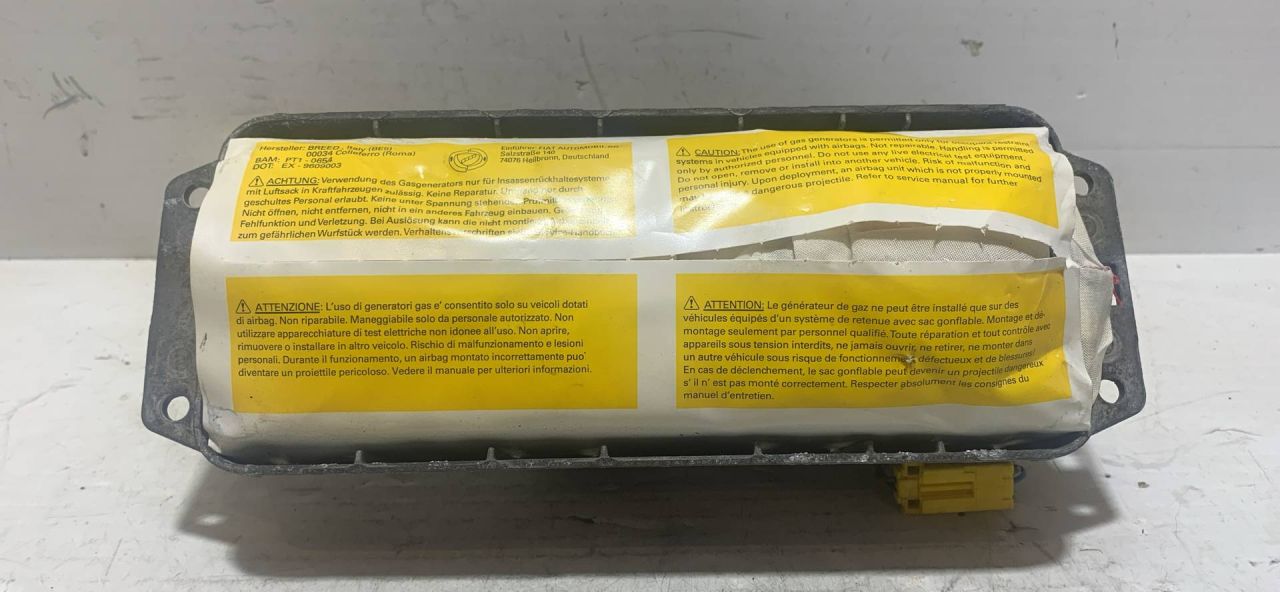 Hersteller: BREED, Italy (BES)
00034 Colleferro (Roma)
BAM: PT1 - 0854
DOT: EX - 9609003
Einführer: FIAT AUTOMOBIL AG
Salzstraße 140
74076 Heilbronn, Deutschland
ACHTUNG: Verwendung des Gasgenerators nur für Insassenrückhaltesysteme
mit Luftsack in Kraftfahrzeugen zulässig. Keine Reparatur. Umgang nur durch
geschultes Personal erlaubt. Keine unter Spannung stehenden
Nicht öffnen, nicht entfernen, nicht in ein anderes Fahrzeug einbauen.
Fehlfunktion und Verletzung. Bei Auslösung kann die nicht
zum gefährlichen Wurfstück werden.
CAUTION: The use of gas generators is permitted only for occupant restraint
systems in vehicles equipped with airbags. Not reparable. Handling is permitted
only by authorized personnel. Do not use any live electrical test equipment.
Do not open, remove or install into another vehicle. Risk of malfunction and
personal injury. Upon deployment, an airbag unit which is not properly mounted
may dangerous projectile. Refer to service manual for further
ATTENZIONE: L'uso di generatori gas e' consentito solo su veicoli dotati
di airbag. Non riparabile. Maneggiabile solo da personale autorizzato. Non
utilizzare apparecchiature di test elettriche non idonee all'uso. Non aprire,
rimuovere o installare in altro veicolo. Rischio di malfunzionamento e lesioni
personali. Durante il funzionamento, un airbag montato incorrettamente puo'
diventare un proiettile pericoloso. Vedere il manuale per ulteriori informazioni.
ATTENTION: Le générateur de gaz ne peut être installé que sur des
véhicules équipés d'un système de retenue avec sac gonflable. Montage et dé-
montage seulement par personnel qualifié. Toute réparation et tout contrôle avec
appareils sous tension interdits, ne jamais ouvrir, ne retirer, ne monter dans
un autre véhicule sous risque de fonctionnement défectueux et de blessures!
En cas de déclenchement, le sac gonflable peut devenir un projectile dangereux
s' il n' est pas monté correctement. Respecter absolument les consignes du
manuel d'entretien.